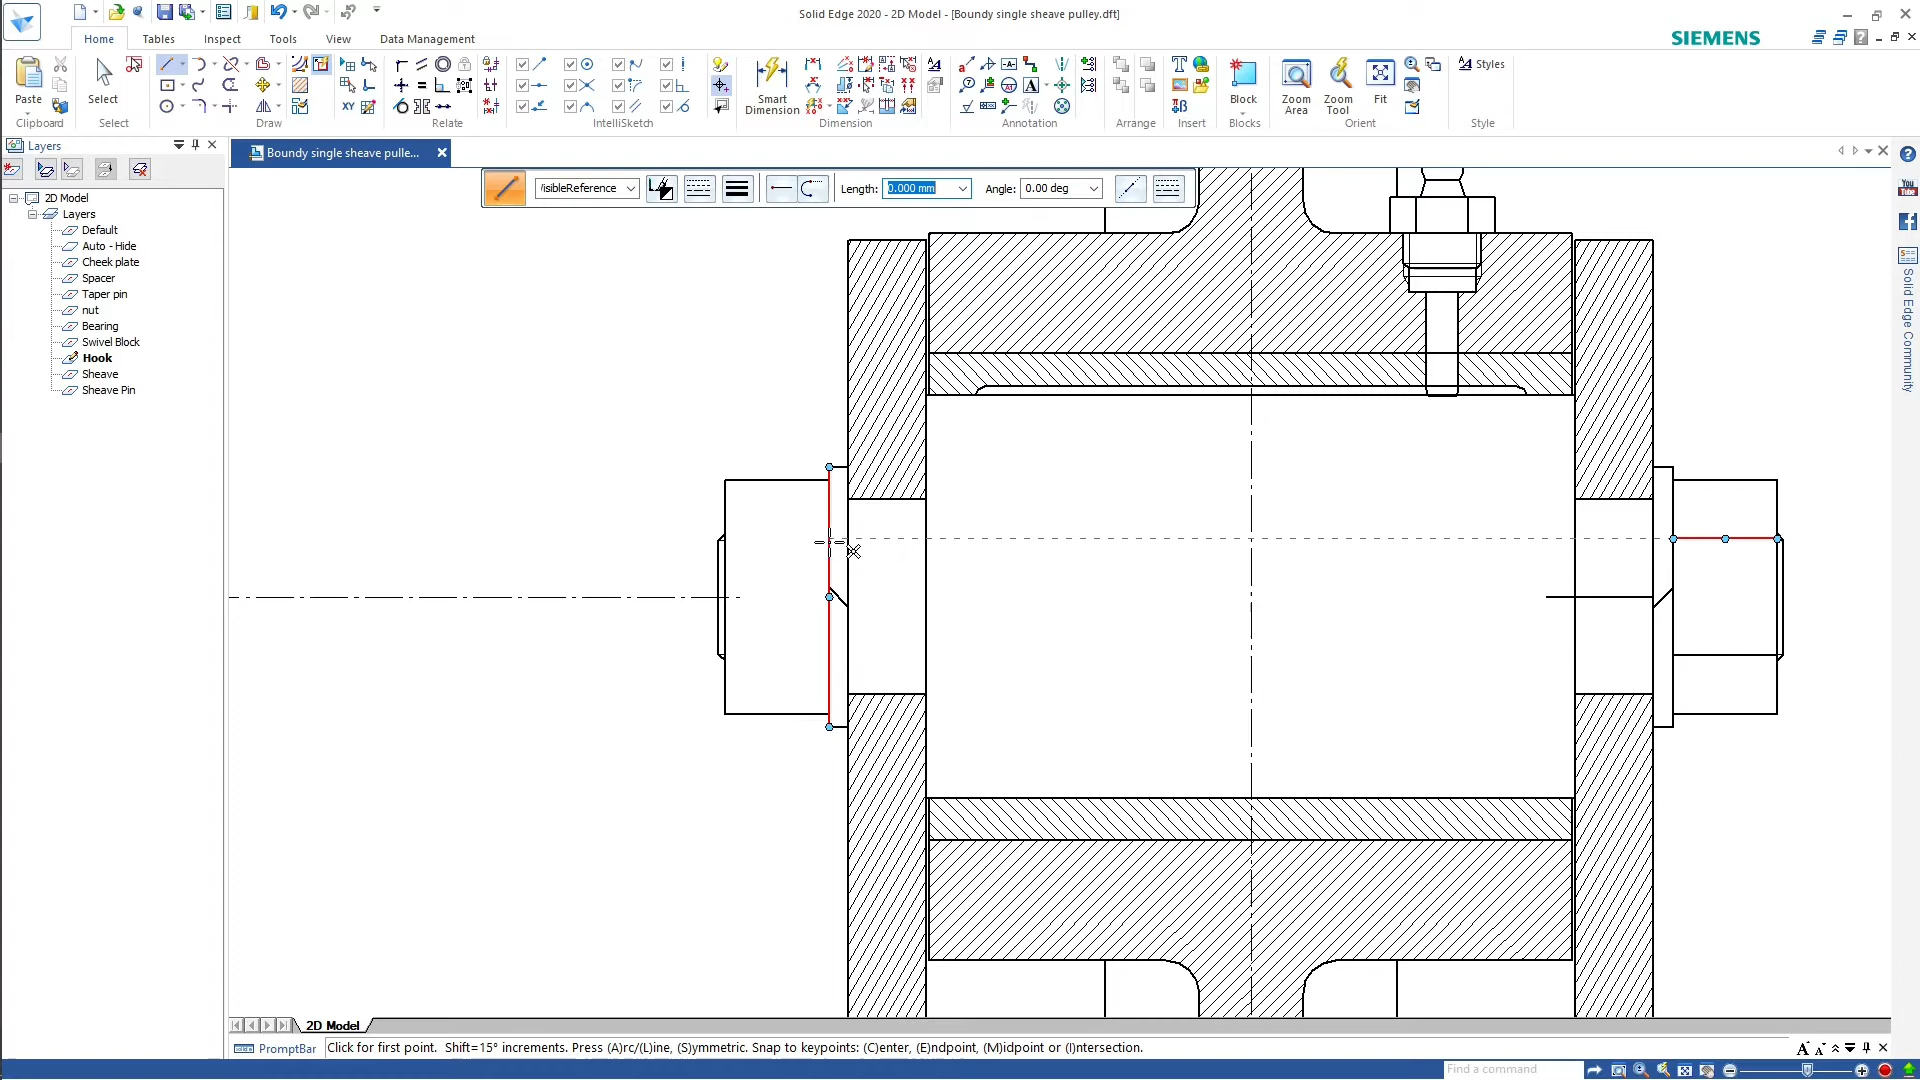 Solid Edge 2020 - 2D Model - [Boundy single sheave pulley.dft]
Home Tables Inspect Tools View Data Management
SIEMENS
Paste
Clipboard
Select
Select
Draw
XY
Relate
IntelliSketch
Smart Dimension
Dimension
Annotation
Arrange
Insert
Block
Blocks
Zoom Area
Zoom Tool
Fit
Orient
Styles
Style
Layers
Boundy single sheave pulle...
/isibleReference
Length: 0.000 mm
Angle: 0.00 deg
2D Model
Layers
Default
Auto - Hide
Cheek plate
Spacer
Taper pin
nut
Bearing
Swivel Block
Hook
Sheave
Sheave Pin
You Tube
Solid Edge Community
2D Model
PromptBar
Click for first point. Shift=15° increments. Press (A)rc/(L)ine, (S)ymmetric. Snap to keypoints: (C)enter, (E)ndpoint, (M)idpoint or (I)ntersection.
Find a command